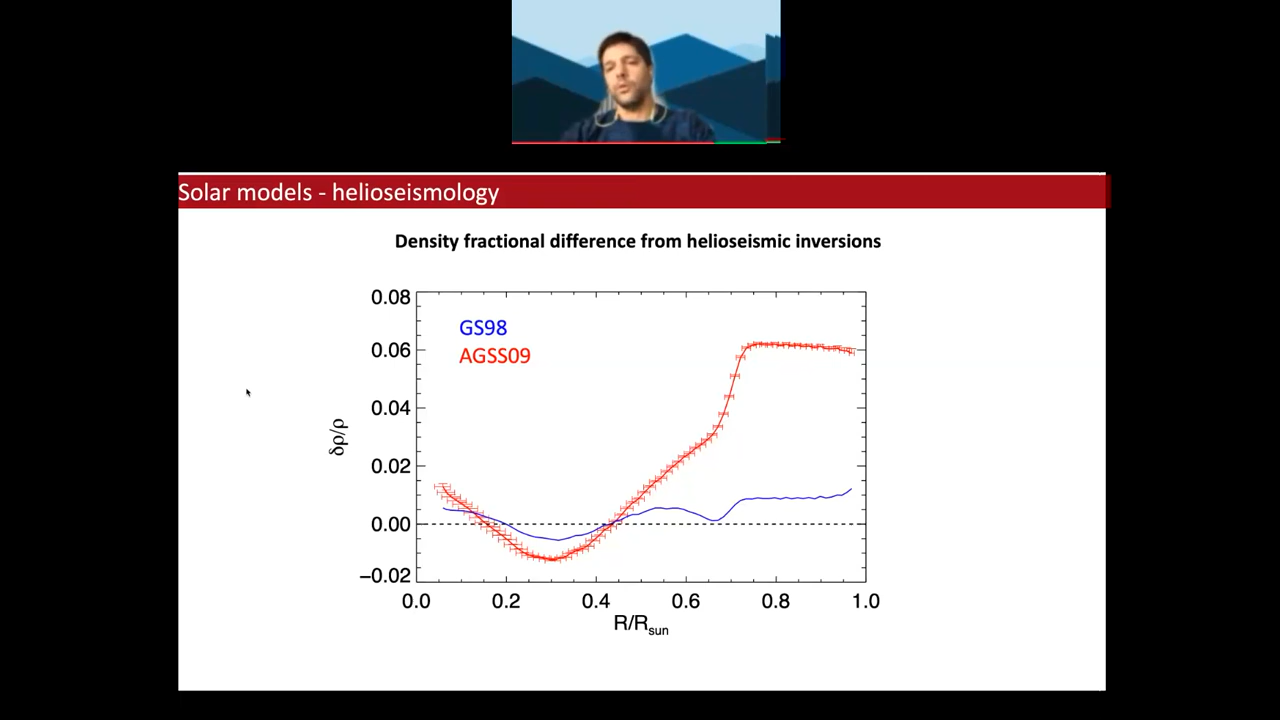 Solar models - helioseismology
Density fractional difference from helioseismic inversions
GS98
AGSS09
0.08
0.06
0.04
0.02
0.00
−0.02
δρ/ρ
0.0 0.2 0.4 0.6 0.8 1.0
R/Rsun